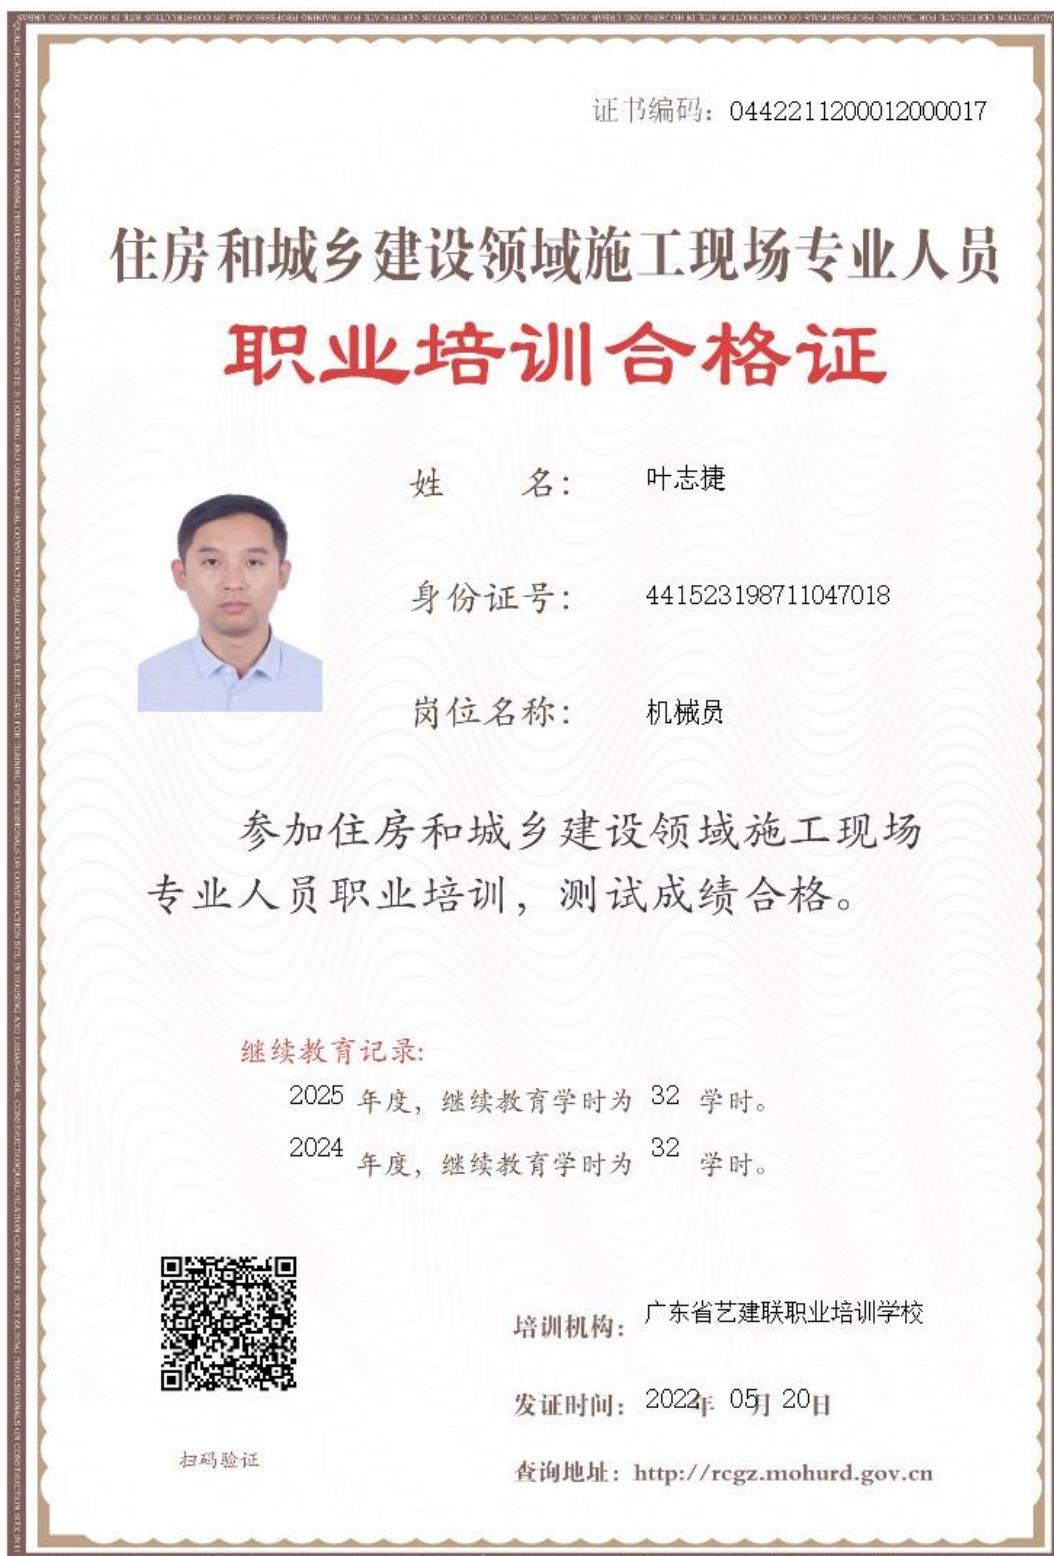 证书编码：0442211200012000017
住房和城乡建设领域施工现场专业人员
职业培训合格证
姓 名： 叶志捷
身份证号： 441523198711047018
岗位名称： 机械员
参加住房和城乡建设领域施工现场
专业人员职业培训，测试成绩合格。
继续教育记录:
2025 年度，继续教育学时为 32 学时。
2024 年度，继续教育学时为 32 学时。
培训机构： 广东省艺建联职业培训学校
发证时间： 2022年 05月 20日
扫码验证
查询地址：http://rcgz.mohurd.gov.cn